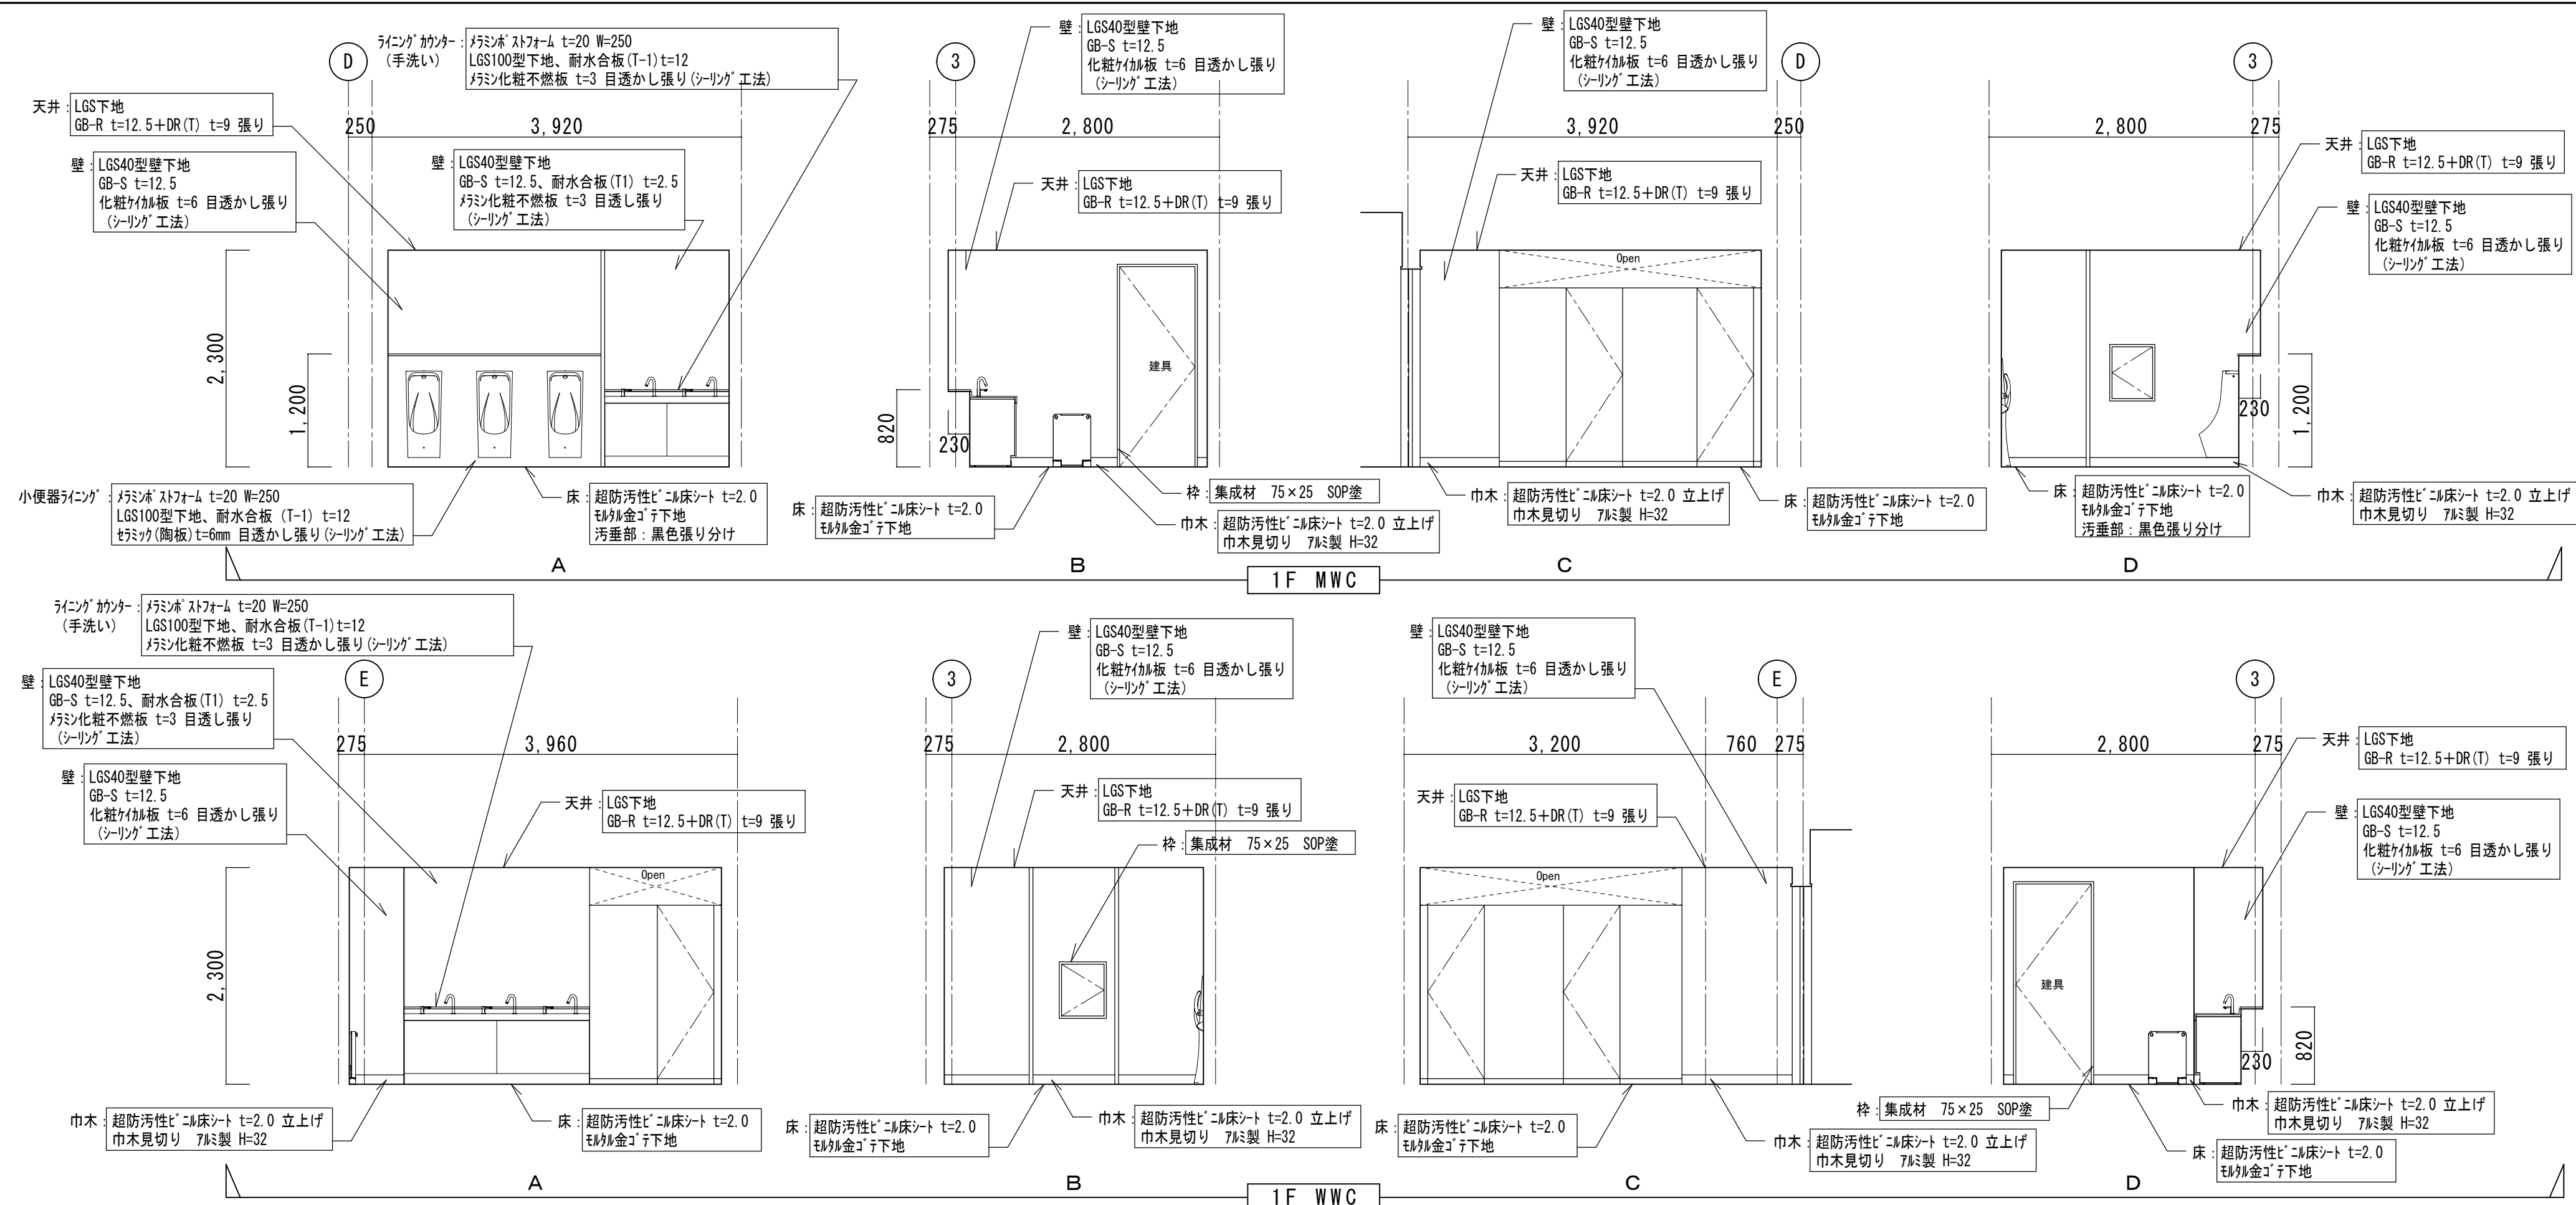 ﾗｲﾆﾝｸﾞｶｳﾝﾀｰ：
（手洗い）
ﾒﾗﾐﾝﾎﾟｽﾄﾌｫｰﾑ t=20 W=250
LGS100型下地、耐水合板(T-1)t=12
ﾒﾗﾐﾝ化粧不燃板 t=3 目透かし張り(ｼｰﾘﾝｸﾞ工法)
D
天井：LGS下地
GB-R t=12.5+DR(T) t=9 張り
250
3,920
壁：LGS40型壁下地
GB-S t=12.5
化粧ｹｲｶﾙ板 t=6 目透かし張り
（ｼｰﾘﾝｸﾞ工法）
壁：LGS40型壁下地
GB-S t=12.5、耐水合板(T1) t=2.5
ﾒﾗﾐﾝ化粧不燃板 t=3 目透し張り
（ｼｰﾘﾝｸﾞ工法）
2,300
1,200
小便器ﾗｲﾆﾝｸﾞ：ﾒﾗﾐﾝﾎﾟｽﾄﾌｫｰﾑ t=20 W=250
LGS100型下地、耐水合板 (T-1) t=12
ｾﾗﾐｯｸ(陶板)t=6mm 目透かし張り(ｼｰﾘﾝｸﾞ工法)
床：超防汚性ﾋﾞﾆﾙ床ｼｰﾄ t=2.0
ﾓﾙﾀﾙ金ｺﾞﾃ下地
汚垂部：黒色張り分け
A
3
壁：LGS40型壁下地
GB-S t=12.5
化粧ｹｲｶﾙ板 t=6 目透かし張り
（ｼｰﾘﾝｸﾞ工法）
275
2,800
天井：LGS下地
GB-R t=12.5+DR(T) t=9 張り
建具
820
230
床：超防汚性ﾋﾞﾆﾙ床ｼｰﾄ t=2.0
ﾓﾙﾀﾙ金ｺﾞﾃ下地
枠：集成材　75×25　SOP塗
巾木：超防汚性ﾋﾞﾆﾙ床ｼｰﾄ t=2.0 立上げ
巾木見切り　ｱﾙﾐ製 H=32
B
壁：LGS40型壁下地
GB-S t=12.5
化粧ｹｲｶﾙ板 t=6 目透かし張り
（ｼｰﾘﾝｸﾞ工法）
D
3,920
250
天井：LGS下地
GB-R t=12.5+DR(T) t=9 張り
Open
巾木：超防汚性ﾋﾞﾆﾙ床ｼｰﾄ t=2.0 立上げ
巾木見切り　ｱﾙﾐ製 H=32
床：超防汚性ﾋﾞﾆﾙ床ｼｰﾄ t=2.0
ﾓﾙﾀﾙ金ｺﾞﾃ下地
C
3
2,800
275
天井：LGS下地
GB-R t=12.5+DR(T) t=9 張り
壁：LGS40型壁下地
GB-S t=12.5
化粧ｹｲｶﾙ板 t=6 目透かし張り
（ｼｰﾘﾝｸﾞ工法）
230
1,200
床：超防汚性ﾋﾞﾆﾙ床ｼｰﾄ t=2.0
ﾓﾙﾀﾙ金ｺﾞﾃ下地
汚垂部：黒色張り分け
巾木：超防汚性ﾋﾞﾆﾙ床ｼｰﾄ t=2.0 立上げ
巾木見切り　ｱﾙﾐ製 H=32
D
1F MWC
ﾗｲﾆﾝｸﾞｶｳﾝﾀｰ：
（手洗い）
ﾒﾗﾐﾝﾎﾟｽﾄﾌｫｰﾑ t=20 W=250
LGS100型下地、耐水合板(T-1)t=12
ﾒﾗﾐﾝ化粧不燃板 t=3 目透かし張り(ｼｰﾘﾝｸﾞ工法)
壁：LGS40型壁下地
GB-S t=12.5、耐水合板(T1) t=2.5
ﾒﾗﾐﾝ化粧不燃板 t=3 目透し張り
（ｼｰﾘﾝｸﾞ工法）
E
275
3,960
壁：LGS40型壁下地
GB-S t=12.5
化粧ｹｲｶﾙ板 t=6 目透かし張り
（ｼｰﾘﾝｸﾞ工法）
天井：LGS下地
GB-R t=12.5+DR(T) t=9 張り
Open
2,300
巾木：超防汚性ﾋﾞﾆﾙ床ｼｰﾄ t=2.0 立上げ
巾木見切り　ｱﾙﾐ製 H=32
床：超防汚性ﾋﾞﾆﾙ床ｼｰﾄ t=2.0
ﾓﾙﾀﾙ金ｺﾞﾃ下地
A
3
壁：LGS40型壁下地
GB-S t=12.5
化粧ｹｲｶﾙ板 t=6 目透かし張り
（ｼｰﾘﾝｸﾞ工法）
275
2,800
天井：LGS下地
GB-R t=12.5+DR(T) t=9 張り
枠：集成材　75×25　SOP塗
床：超防汚性ﾋﾞﾆﾙ床ｼｰﾄ t=2.0
ﾓﾙﾀﾙ金ｺﾞﾃ下地
巾木：超防汚性ﾋﾞﾆﾙ床ｼｰﾄ t=2.0 立上げ
巾木見切り　ｱﾙﾐ製 H=32
B
壁：LGS40型壁下地
GB-S t=12.5
化粧ｹｲｶﾙ板 t=6 目透かし張り
（ｼｰﾘﾝｸﾞ工法）
E
3,200
760
275
天井：LGS下地
GB-R t=12.5+DR(T) t=9 張り
Open
床：超防汚性ﾋﾞﾆﾙ床ｼｰﾄ t=2.0
ﾓﾙﾀﾙ金ｺﾞﾃ下地
巾木：超防汚性ﾋﾞﾆﾙ床ｼｰﾄ t=2.0 立上げ
巾木見切り　ｱﾙﾐ製 H=32
C
3
2,800
275
天井：LGS下地
GB-R t=12.5+DR(T) t=9 張り
壁：LGS40型壁下地
GB-S t=12.5
化粧ｹｲｶﾙ板 t=6 目透かし張り
（ｼｰﾘﾝｸﾞ工法）
建具
230
820
枠：集成材　75×25　SOP塗
巾木：超防汚性ﾋﾞﾆﾙ床ｼｰﾄ t=2.0 立上げ
巾木見切り　ｱﾙﾐ製 H=32
床：超防汚性ﾋﾞﾆﾙ床ｼｰﾄ t=2.0
ﾓﾙﾀﾙ金ｺﾞﾃ下地
D
1F WWC